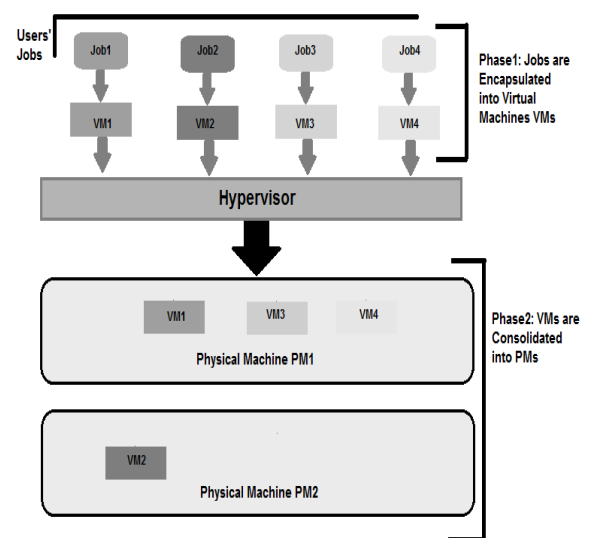 Users'
Jobs
Job1
Job2
Job3
Job4
Phase1: Jobs are
Encapsulated
into Virtual
Machines VMs
VM1
VM2
VM3
VM4
Hypervisor
VM1
VM3
VM4
Physical Machine PM1
Phase2: VMs are
Consolidated
into PMs
VM2
Physical Machine PM2